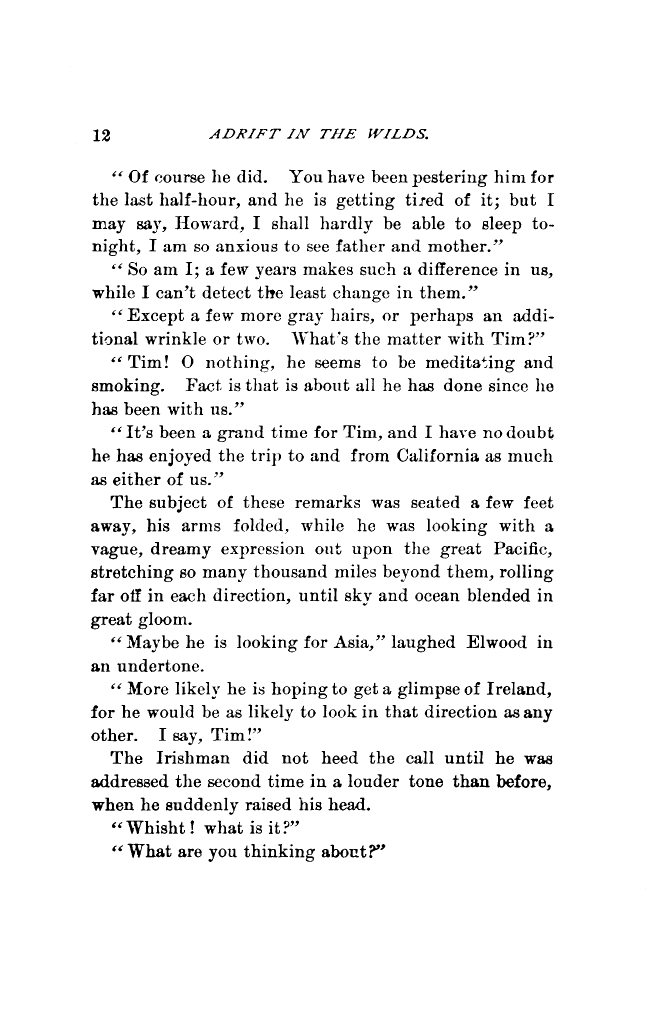 12 ADRIFT IN THE WILDS.
“Of course he did. You have been pestering him for
the last half-hour, and he is getting tired of it; but I
may say, Howard, I shall hardly be able to sleep to-
night, I am so anxious to see father and mother.”
“So am I; a few years makes such a difference in us,
while I can't detect the least change in them.”
“Except a few more gray hairs, or perhaps an addi-
tional wrinkle or two. What's the matter with Tim?”
“Tim! O nothing, he seems to be meditating and
smoking. Fact is that is about all he has done since he
has been with us.”
“It's been a grand time for Tim, and I have no doubt
he has enjoyed the trip to and from California as much
as either of us.”
The subject of these remarks was seated a few feet
away, his arms folded, while he was looking with a
vague, dreamy expression out upon the great Pacific,
stretching so many thousand miles beyond them, rolling
far off in each direction, until sky and ocean blended in
great gloom.
“Maybe he is looking for Asia,” laughed Elwood in
an undertone.
“More likely he is hoping to get a glimpse of Ireland,
for he would be as likely to look in that direction as any
other. I say, Tim!”
The Irishman did not heed the call until he was
addressed the second time in a louder tone than before,
when he suddenly raised his head.
“Whisht! what is it?”
“What are you thinking about?”